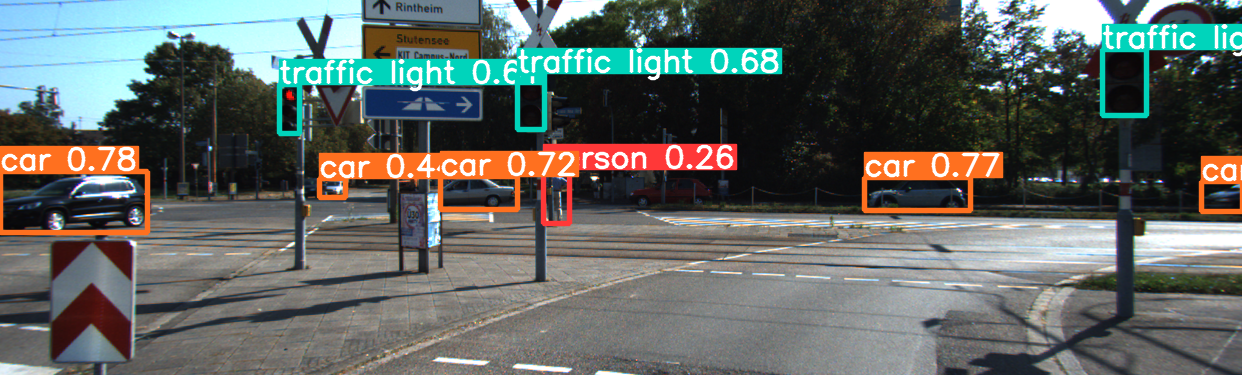 Rintheim
Stutensee
KIT Campus-Nord
traffic light 0.6
traffic light 0.68
traffic lig
car 0.78
car 0.4
car 0.72
rson 0.26
car 0.77
car